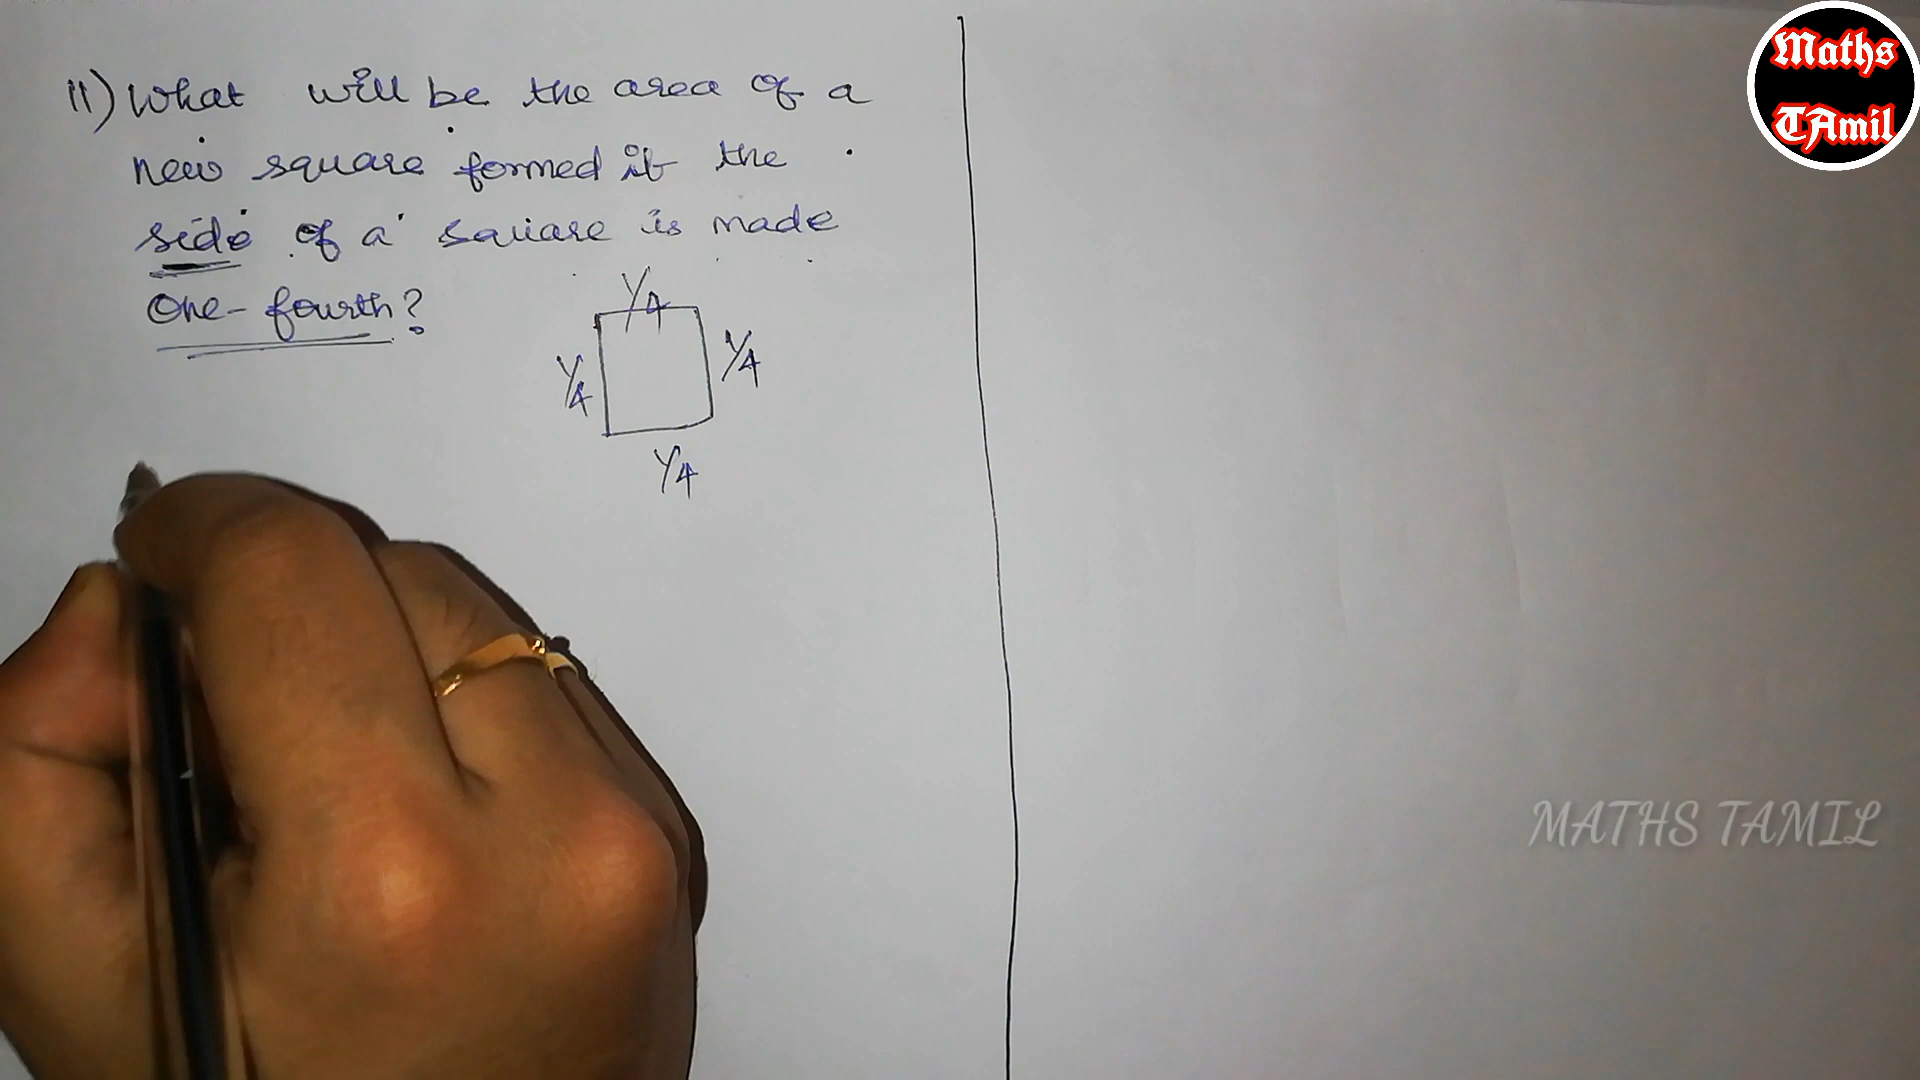 11) What will be the area of a
new square formed if the
side of a square is made
One-fourth?
1/4
1/4
1/4
1/4
Maths
TAmil
MATHS TAMIL